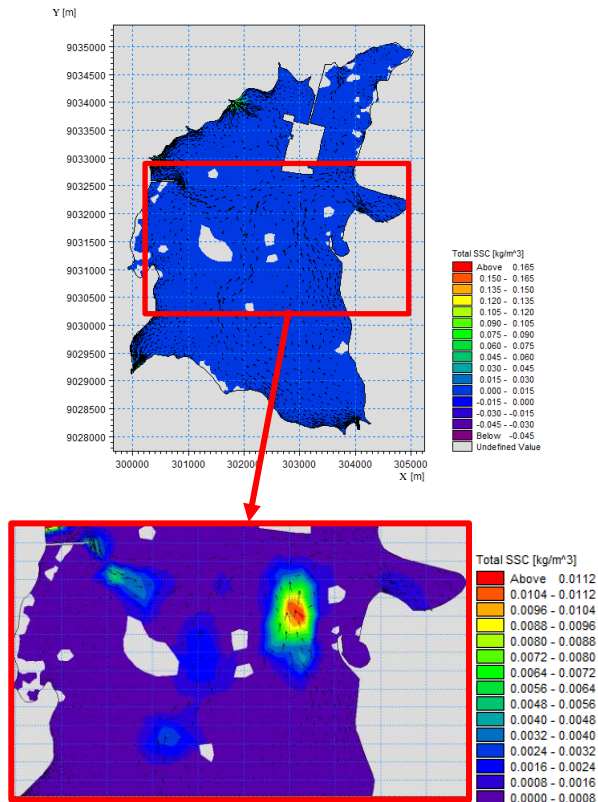 Y [m]
9035000
9034500
9034000
9033500
9033000
9032500
9032000
9031500
9031000
9030500
9030000
9029500
9029000
9028500
9028000
300000 301000 302000 303000 304000 305000
X [m]
Total SSC [kg/m^3]
Above 0.165
0.150 - 0.165
0.135 - 0.150
0.120 - 0.135
0.105 - 0.120
0.090 - 0.105
0.075 - 0.090
0.060 - 0.075
0.045 - 0.060
0.030 - 0.045
0.015 - 0.030
0.000 - 0.015
-0.015 - 0.000
-0.030 - -0.015
-0.045 - -0.030
Below -0.045
Undefined Value
Total SSC [kg/m^3]
Above 0.0112
0.0104 - 0.0112
0.0096 - 0.0104
0.0088 - 0.0096
0.0080 - 0.0088
0.0072 - 0.0080
0.0064 - 0.0072
0.0056 - 0.0064
0.0048 - 0.0056
0.0040 - 0.0048
0.0032 - 0.0040
0.0024 - 0.0032
0.0016 - 0.0024
0.0008 - 0.0016
0.0000 - 0.0008